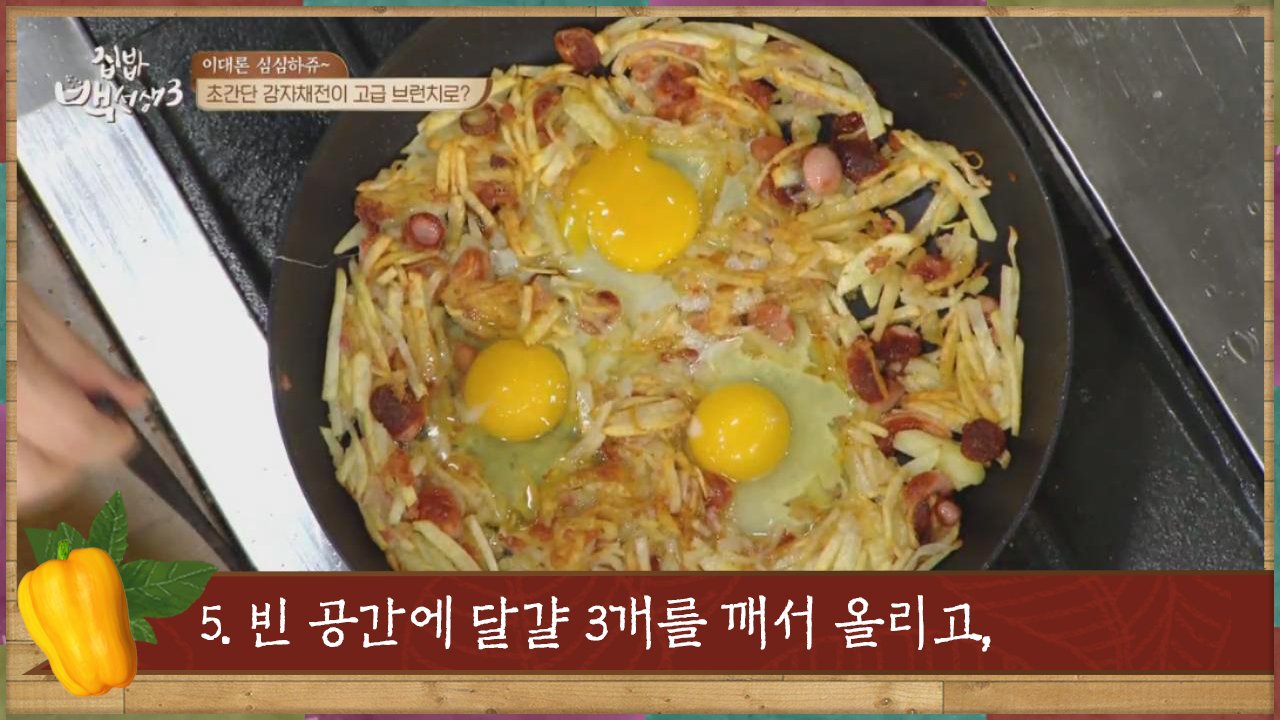 집밥
백선생3
이대론 심심하쥬~
초간단 감자채전이 고급 브런치로?
5. 빈 공간에 달걀 3개를 깨서 올리고,